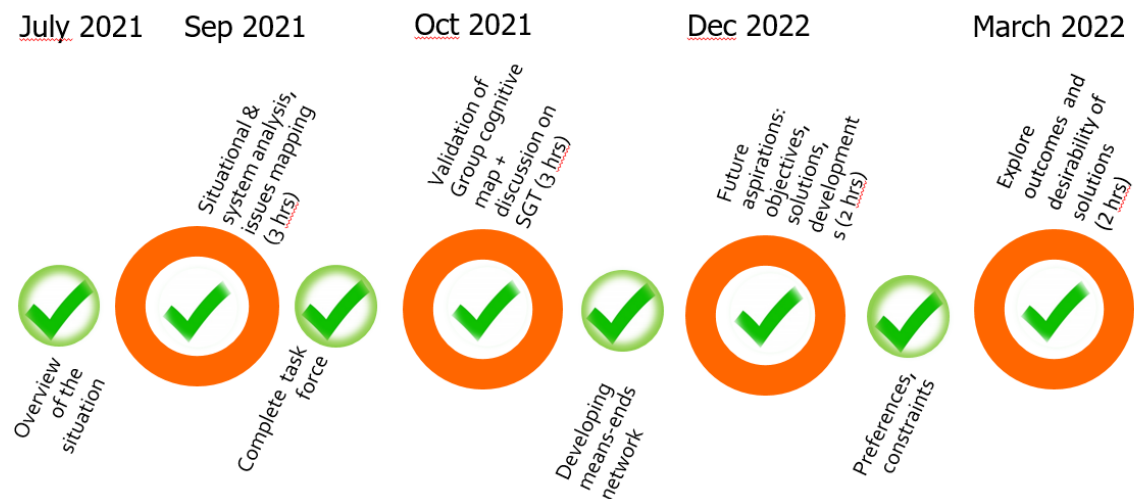 July 2021
Sep 2021
Oct 2021
Dec 2022
March 2022
Situational &
system analysis,
issues mapping
(3 hrs)
Validation of
Group cognitive
map +
discussion on
SGT (3 hrs)
Future
aspirations:
objectives,
solutions,
development
s (2 hrs)
Explore
outcomes and
desirability of
solutions
(2 hrs)
Overview
of the
situation
Complete task
force
Developing
means-ends
network
Preferences,
constraints